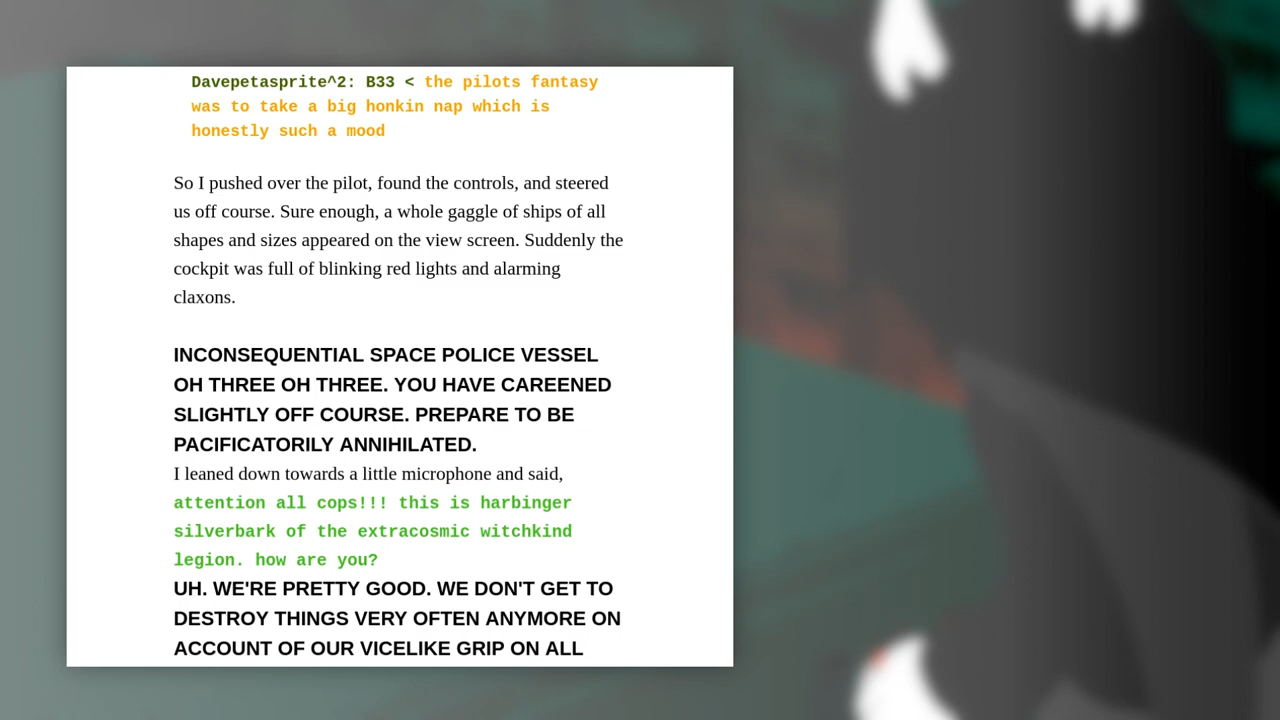 Davepetasprite^2: B33 < the pilots fantasy
was to take a big honkin nap which is
honestly such a mood
So I pushed over the pilot, found the controls, and steered
us off course. Sure enough, a whole gaggle of ships of all
shapes and sizes appeared on the view screen. Suddenly the
cockpit was full of blinking red lights and alarming
claxons.
INCONSEQUENTIAL SPACE POLICE VESSEL
OH THREE OH THREE. YOU HAVE CAREENED
SLIGHTLY OFF COURSE. PREPARE TO BE
PACIFICATORILY ANNIHILATED.
I leaned down towards a little microphone and said,
attention all cops!!! this is harbinger
silverbark of the extracosmic witchkind
legion. how are you?
UH. WE'RE PRETTY GOOD. WE DON'T GET TO
DESTROY THINGS VERY OFTEN ANYMORE ON
ACCOUNT OF OUR VICELIKE GRIP ON ALL